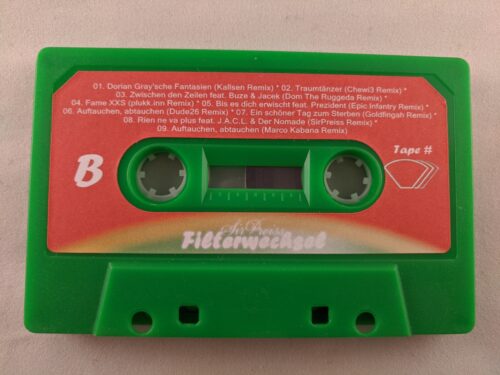 01. Dorian Gray'sche Fantasien (Kallsen Remix) * 02. Traumtänzer (Chewi3 Remix) *
03. Zwischen den Zeilen feat. Buze & Jacek (Dom The Ruggeda Remix) *
04. Fame XXS (plukk.inn Remix) * 05. Bis es dich erwischt feat. Prezident (Epic Infantry Remix) *
06. Auftauchen, abtauchen (Dude26 Remix) * 07. Ein schöner Tag zum Sterben (Goldfingah Remix) *
08. Rien ne va plus feat. J.A.C.L. & Der Nomade (SirPreiss Remix) *
09. Auftauchen, abtauchen (Marco Kabana Remix)
B
Tape #
SirPreiss
Filterwechsel